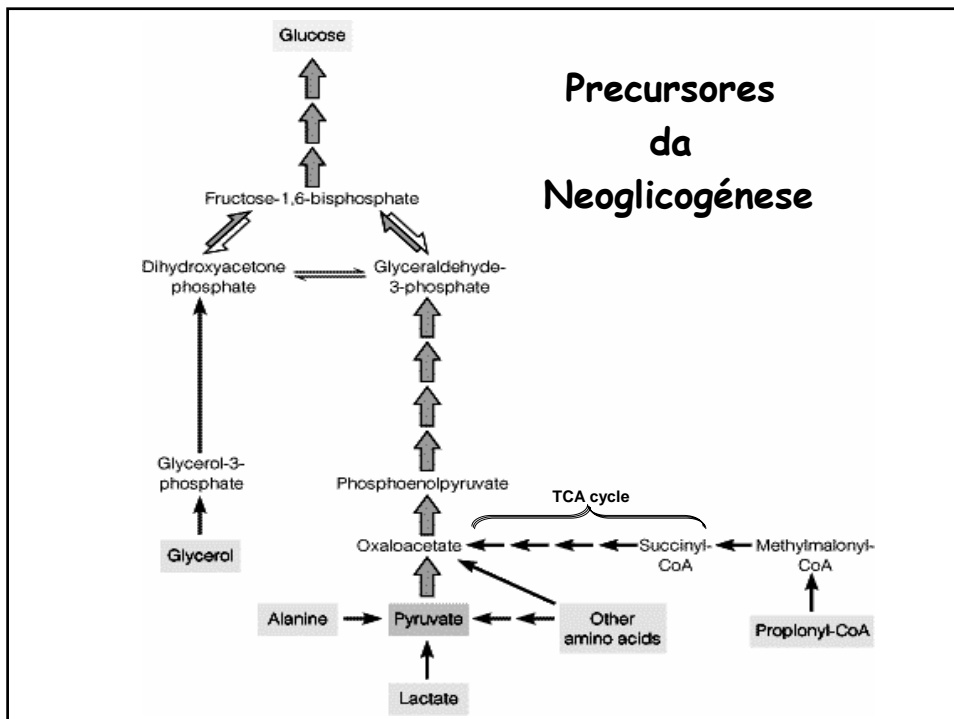 Glucose
Precursores
da
Neoglicogénese
Fructose-1,6-bisphosphate
Dihydroxyacetone
phosphate
Glyceraldehyde-
3-phosphate
Glycerol-3-
phosphate
Phosphoenolpyruvate
TCA cycle
Glycerol
Oxaloacetate
Succinyl-
CoA
Methylmalonyl-
CoA
Alanine
Pyruvate
Other
amino acids
Propionyl-CoA
Lactate